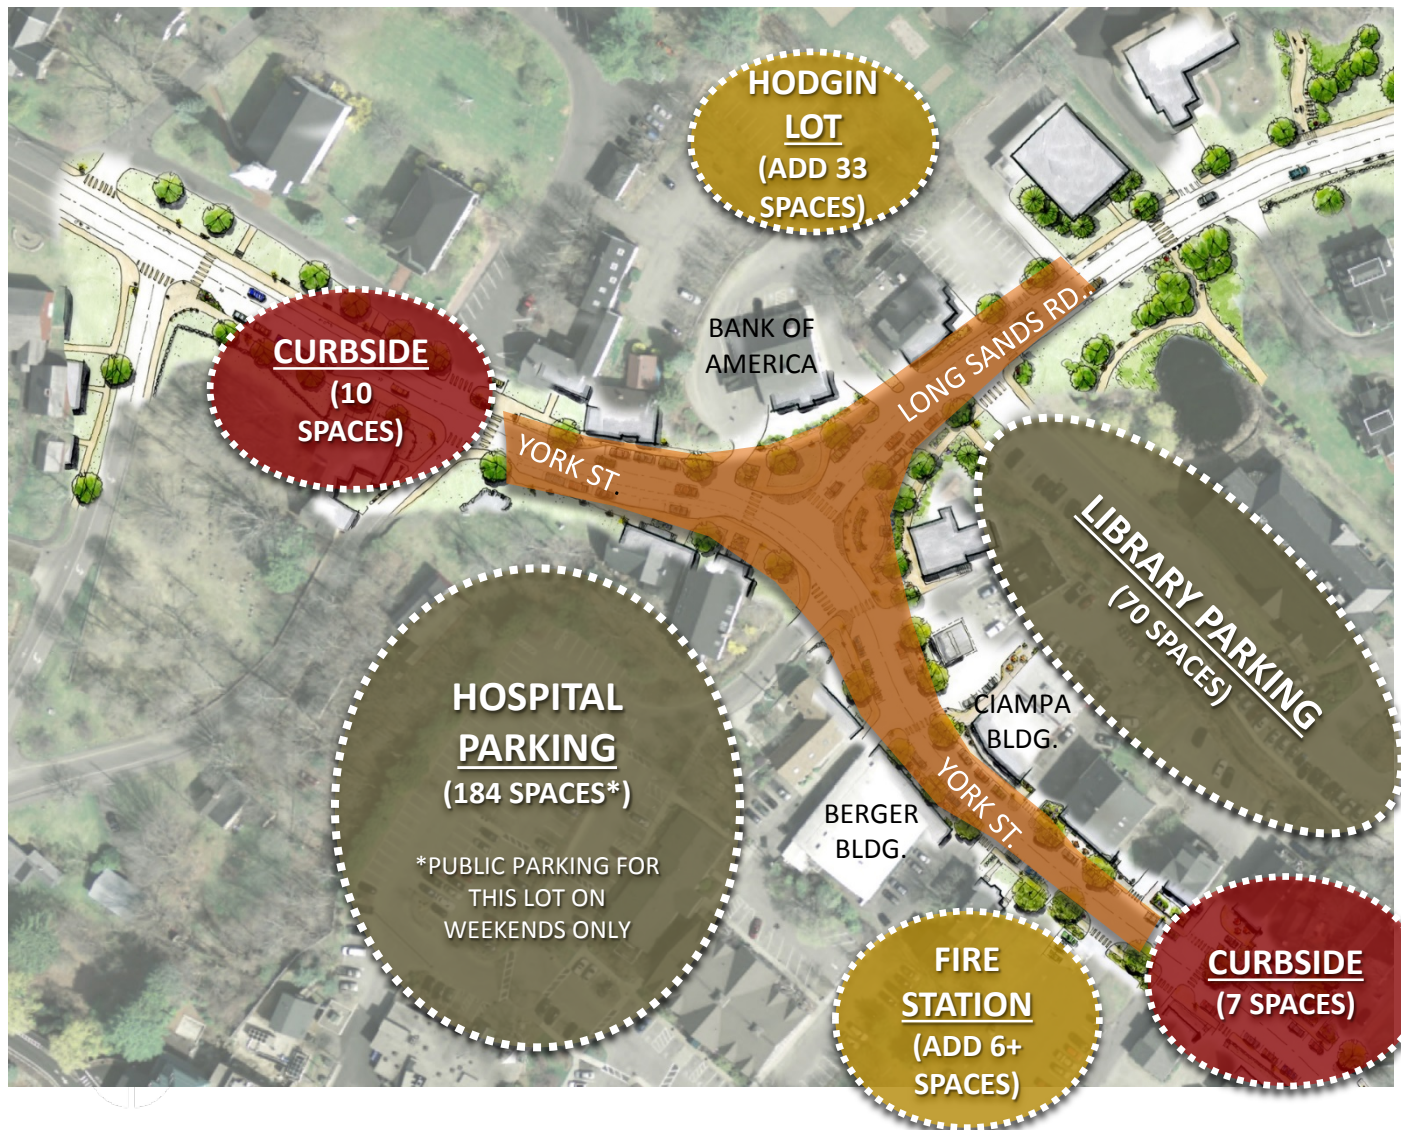 HODGIN
LOT
(ADD 33
SPACES)
LONG SANDS RD..
BANK OF
AMERICA
CURBSIDE
(10
SPACES)
YORK ST.
LIBRARY PARKING
(70 SPACES)
HOSPITAL
PARKING
(184 SPACES*)
*PUBLIC PARKING FOR
THIS LOT ON
WEEKENDS ONLY
CIAMPA
BLDG.
YORK ST.
BERGER
BLDG.
FIRE
STATION
(ADD 6+
SPACES)
CURBSIDE
(7 SPACES)